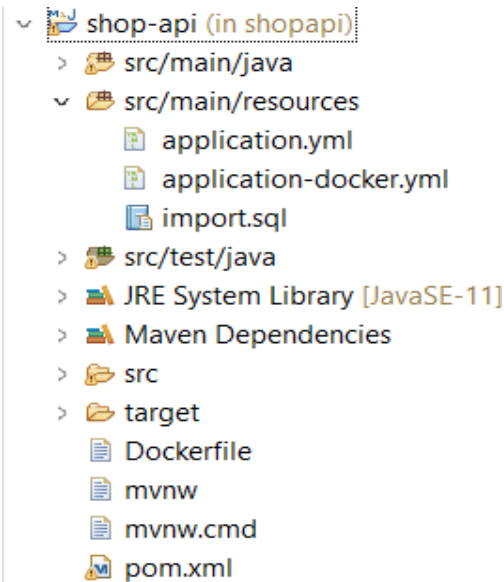 shop-api (in shopapi)
src/main/java
src/main/resources
application.yml
application-docker.yml
import.sql
src/test/java
JRE System Library [JavaSE-11]
Maven Dependencies
src
target
Dockerfile
mvnw
mvnw.cmd
pom.xml